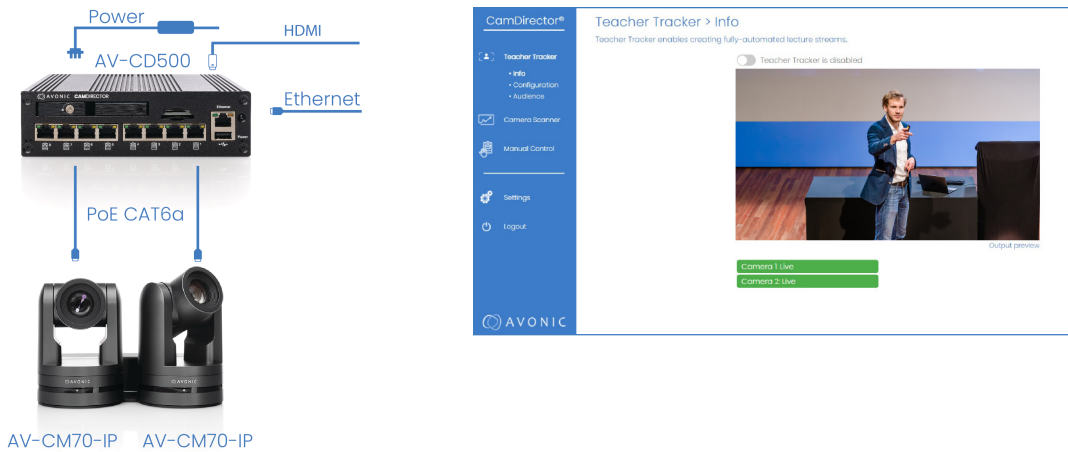 Power
HDMI
AV-CD500
AVONIC CAMDIRECTOR
Ethernet
Ethernet
Power
PoE CAT6a
AVONIC
AVONIC
AV-CM70-IP
AV-CM70-IP
CamDirector®
Teacher Tracker
• Info
• Configuration
• Audience
Camera Scanner
Manual Control
Settings
Logout
AVONIC
Teacher Tracker > Info
Teacher Tracker enables creating fully-automated lecture streams.
Teacher Tracker is disabled
Output preview
Camera 1: Live
Camera 2: Live